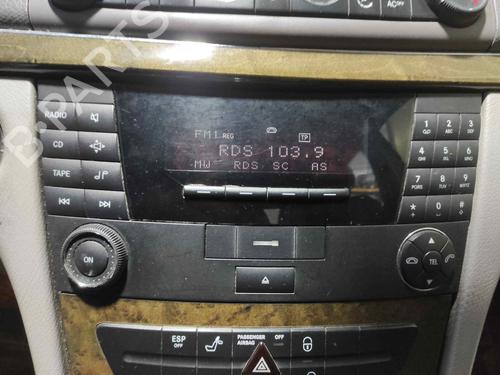 AC OFF
B-PARTS
RADIO
CD
TAPE
ON
FM1 REG TP
RDS 103.9
MW RDS SC AS
1 2 ABC 3 DEF
4 GHI 5 JKL 6 MNO
7 PQRS 8 TUV 9 WXYZ
* 0 #
TEL
ESP OFF
PASSENGER AIRBAG